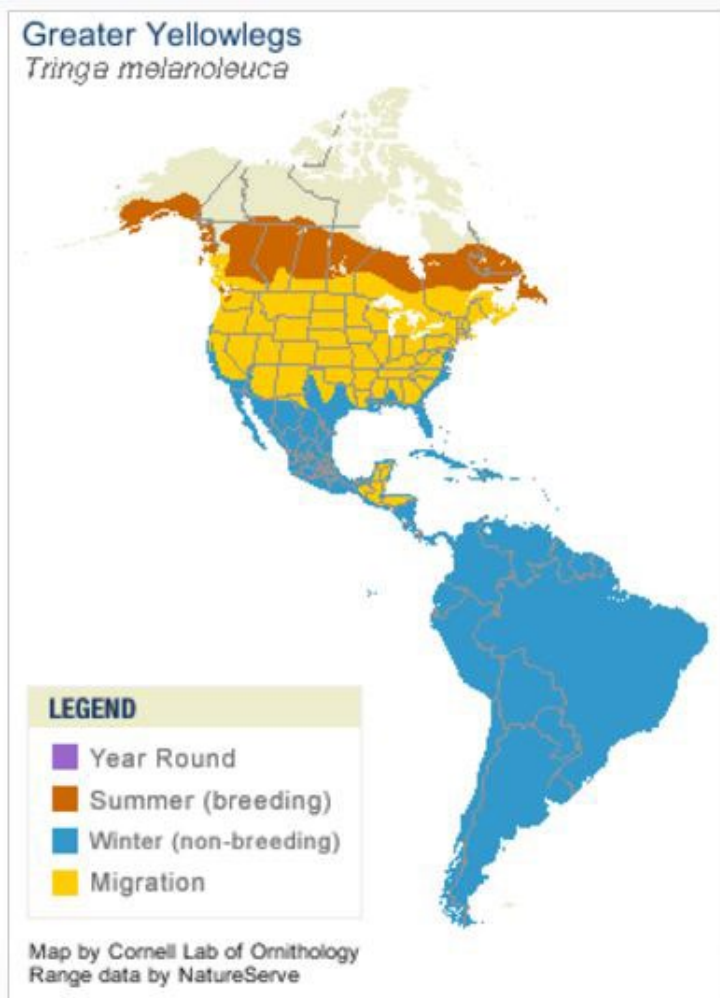 Greater Yellowlegs
Tringa melanoleuca
LEGEND
Year Round
Summer (breeding)
Winter (non-breeding)
Migration
Map by Cornell Lab of Ornithology
Range data by NatureServe